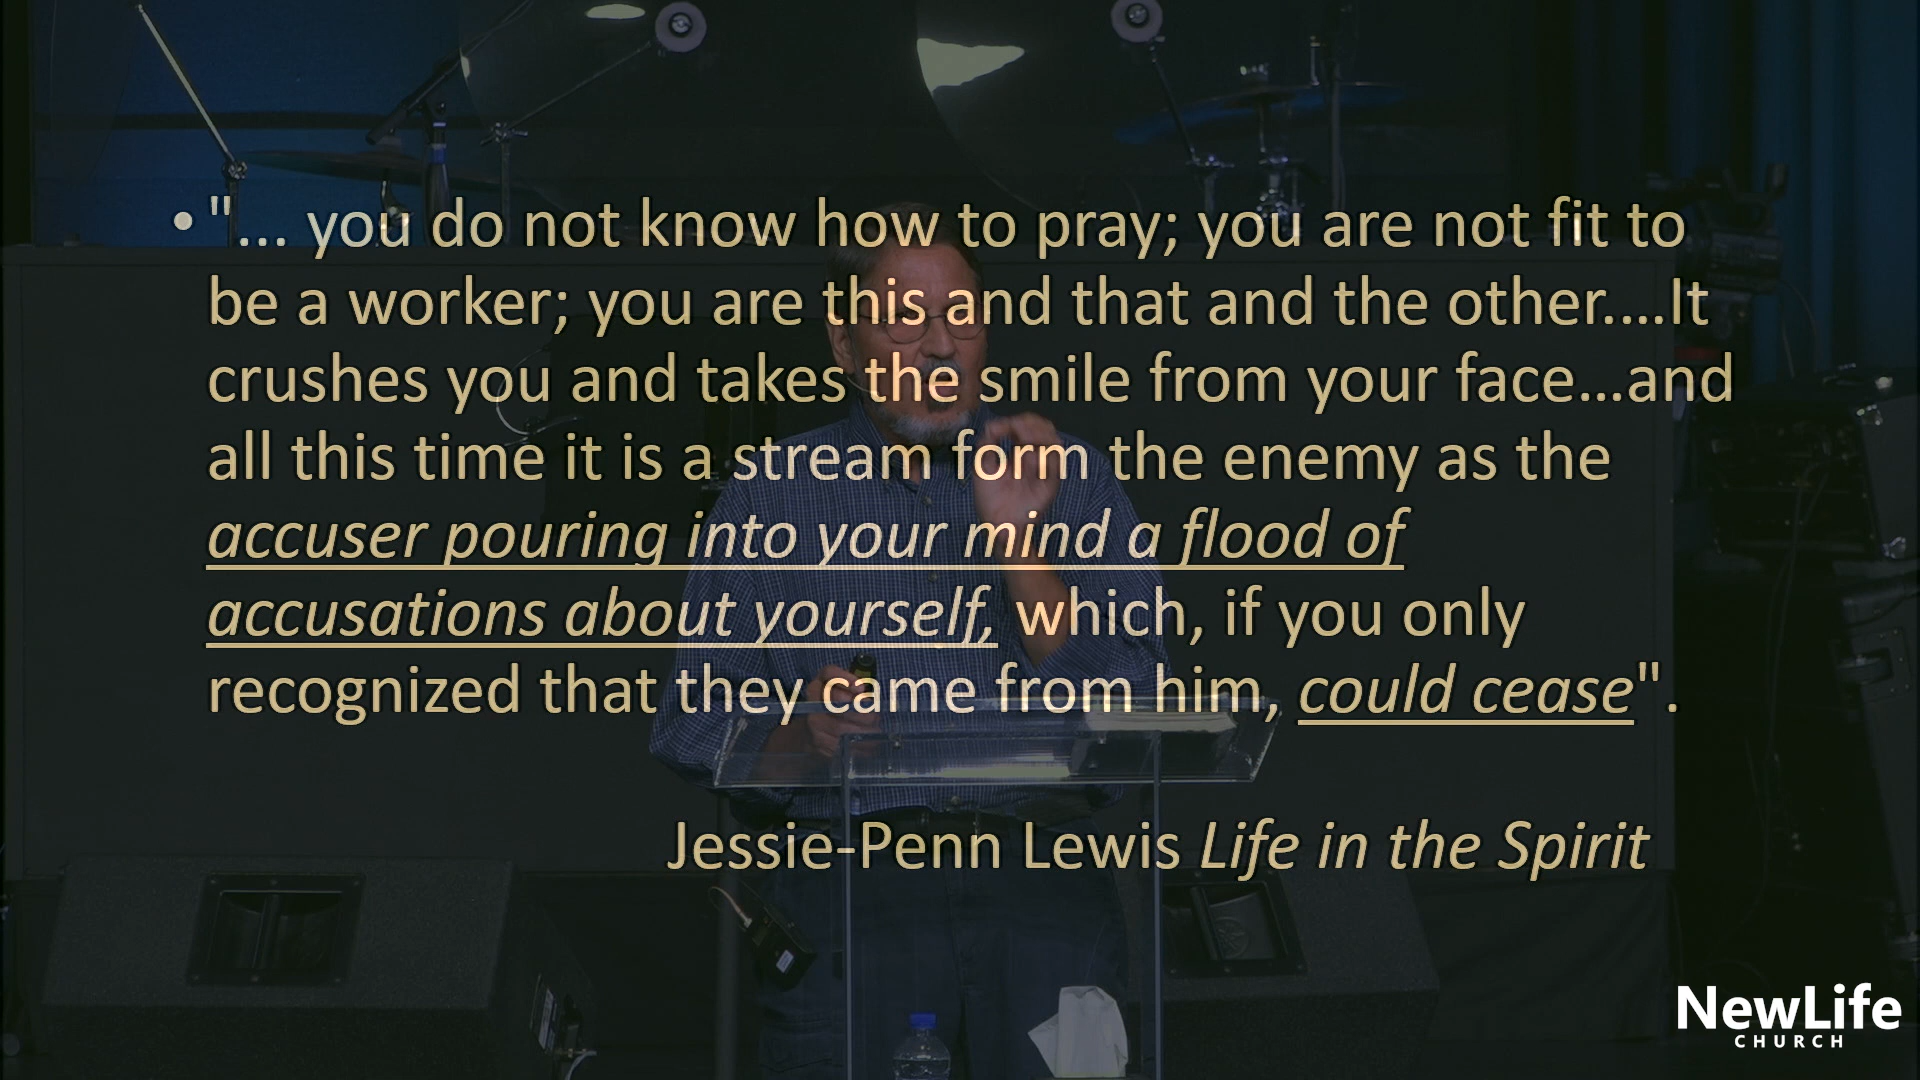 • "... you do not know how to pray; you are not fit to
be a worker; you are this and that and the other.…It
crushes you and takes the smile from your face…and
all this time it is a stream form the enemy as the
accuser pouring into your mind a flood of
accusations about yourself, which, if you only
recognized that they came from him, could cease".
Jessie-Penn Lewis Life in the Spirit
NewLife
CHURCH